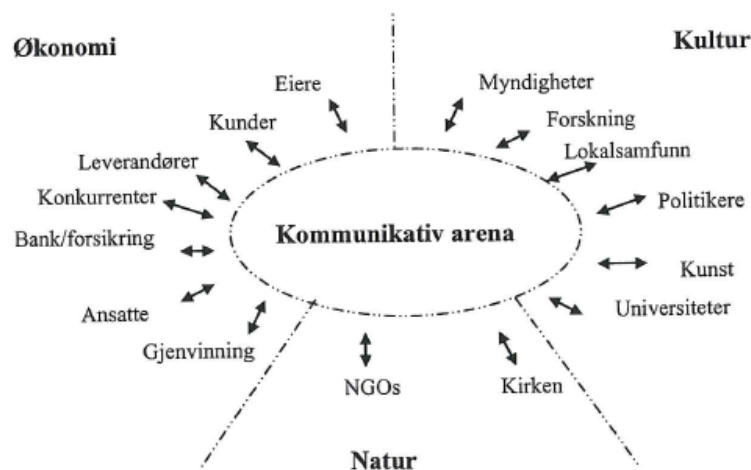 Økonomi
Kultur
Eiere
Myndigheter
Kunder
Forskning
Leverandører
Lokalsamfunn
Konkurrenter
Politikere
Bank/forsikring
Kommunikativ arena
Kunst
Ansatte
Universiteter
Gjenvinning
NGOs
Kirken
Natur